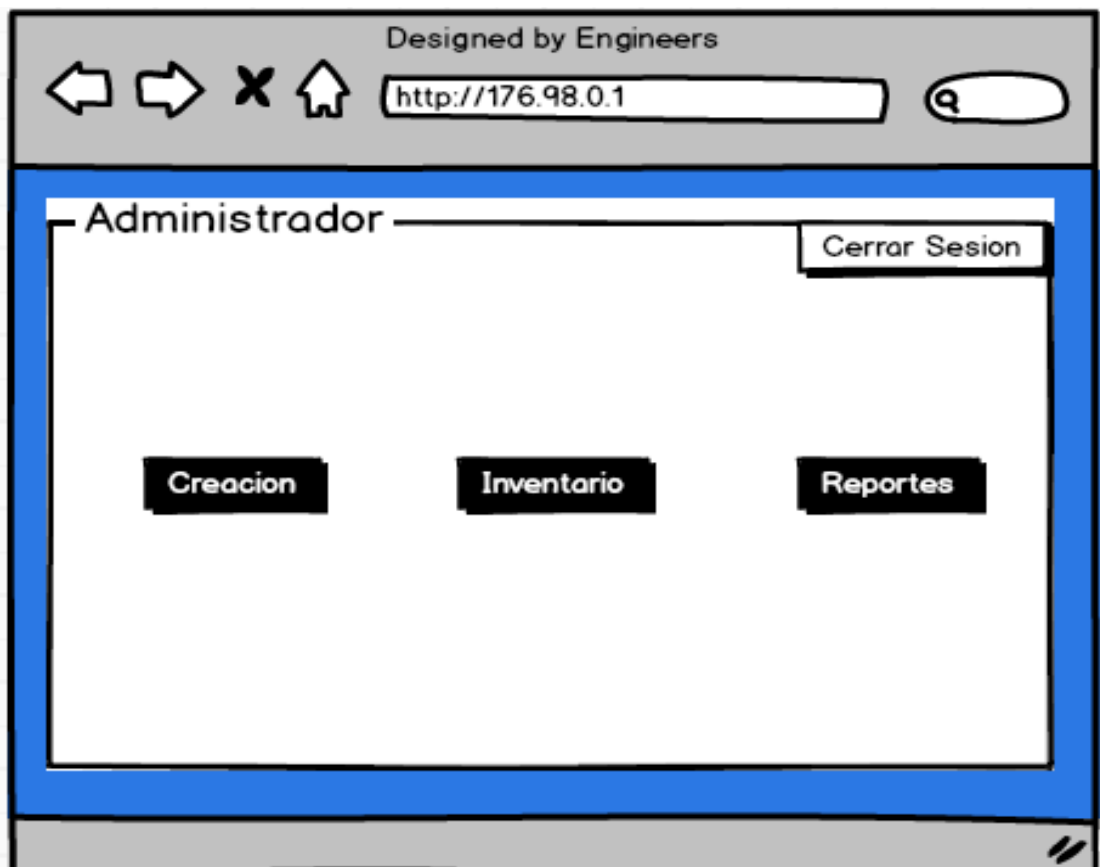 Designed by Engineers
http://176.98.0.1
Administrador
Cerrar Sesion
Creacion Inventario Reportes